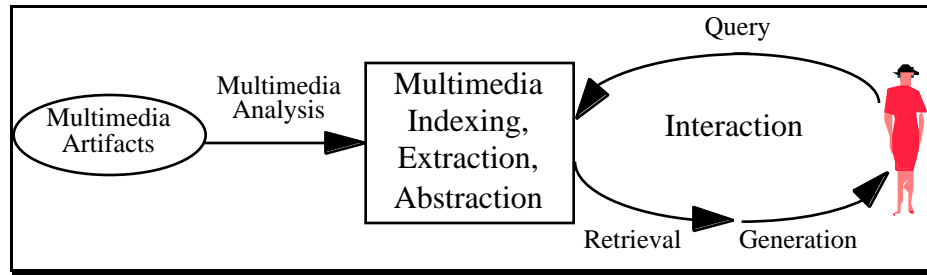 Multimedia
Artifacts
Multimedia
Analysis
Multimedia
Indexing,
Extraction,
Abstraction
Query
Interaction
Retrieval
Generation